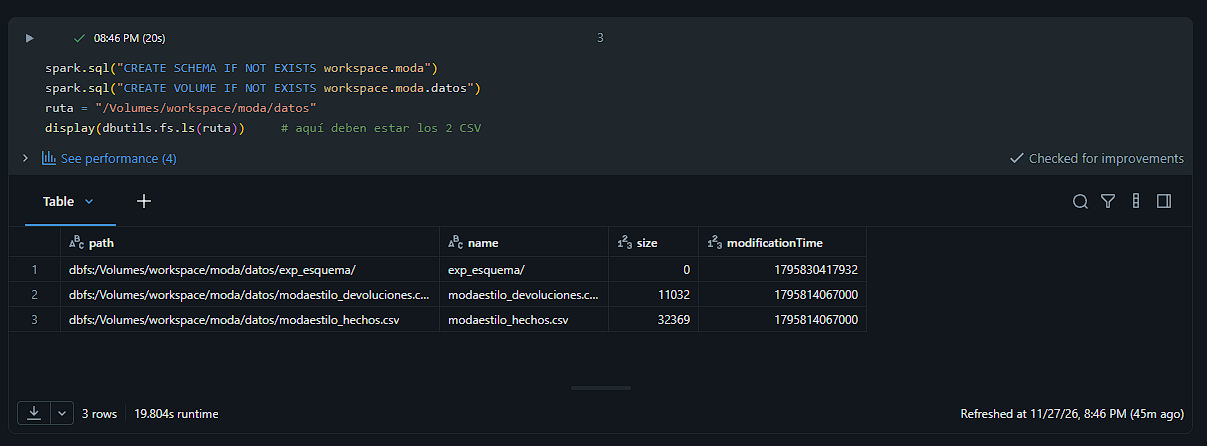 08:46 PM (20s)
3
spark.sql("CREATE SCHEMA IF NOT EXISTS workspace.moda")
spark.sql("CREATE VOLUME IF NOT EXISTS workspace.moda.datos")
ruta = "/Volumes/workspace/moda/datos"
display(dbutils.fs.ls(ruta))     # aquí deben estar los 2 CSV
See performance (4)
Checked for improvements
Table
path name size modificationTime
1 dbfs:/Volumes/workspace/moda/datos/exp_esquema/ exp_esquema/ 0 1795830417932
2 dbfs:/Volumes/workspace/moda/datos/modaestilo_devoluciones.c... modaestilo_devoluciones.c... 11032 1795814067000
3 dbfs:/Volumes/workspace/moda/datos/modaestilo_hechos.csv modaestilo_hechos.csv 32369 1795814067000
3 rows 19.804s runtime
Refreshed at 11/27/26, 8:46 PM (45m ago)